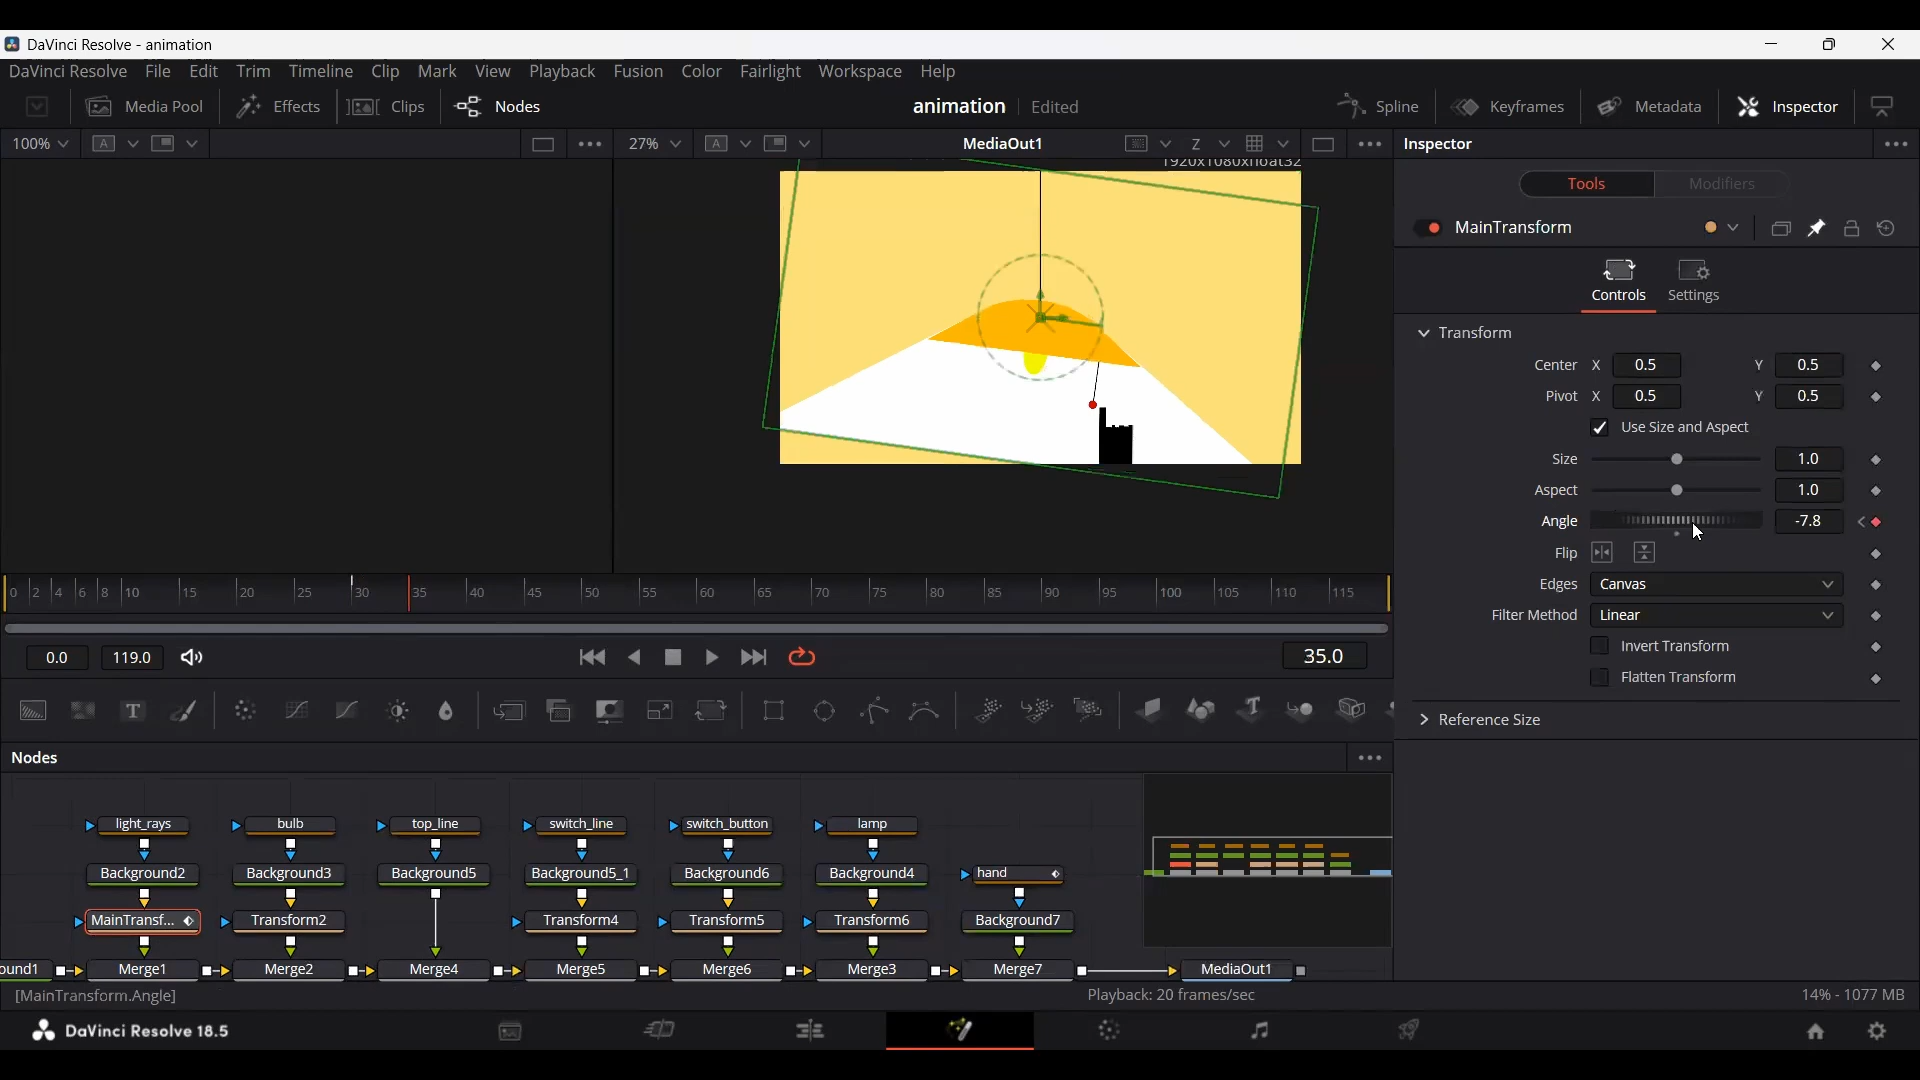 DaVinci Resolve - animation
DaVinci Resolve File Edit Trim Timeline Clip Mark View Playback Fusion Color Fairlight Workspace Help
Media Pool Effects Clips Nodes animation Edited Spline Keyframes Metadata Inspector
100% A 27% A MediaOut1 Z Inspector
1920x1080xfloat32
Tools Modifiers
MainTransform
Controls Settings
Transform
Center X 0.5 Y 0.5
Pivot X 0.5 Y 0.5
Use Size and Aspect
Size 1.0
Aspect 1.0
Angle -7.8
Flip
Edges Canvas
Filter Method Linear
Invert Transform
Flatten Transform
Reference Size
0 2 4 6 8 10 15 20 25 30 35 40 45 50 55 60 65 70 75 80 85 90 95 100 105 110 115
0.0 119.0 35.0
T T
Nodes
light_rays bulb top_line switch_line switch_button lamp
Background2 Background3 Background5 Background5_1 Background6 Background4 hand
MainTransf... Transform2 Transform4 Transform5 Transform6 Background7
ound1 Merge1 Merge2 Merge4 Merge5 Merge6 Merge3 Merge7 MediaOut1
[MainTransform.Angle] Playback: 20 frames/sec 14% - 1077 MB
DaVinci Resolve 18.5